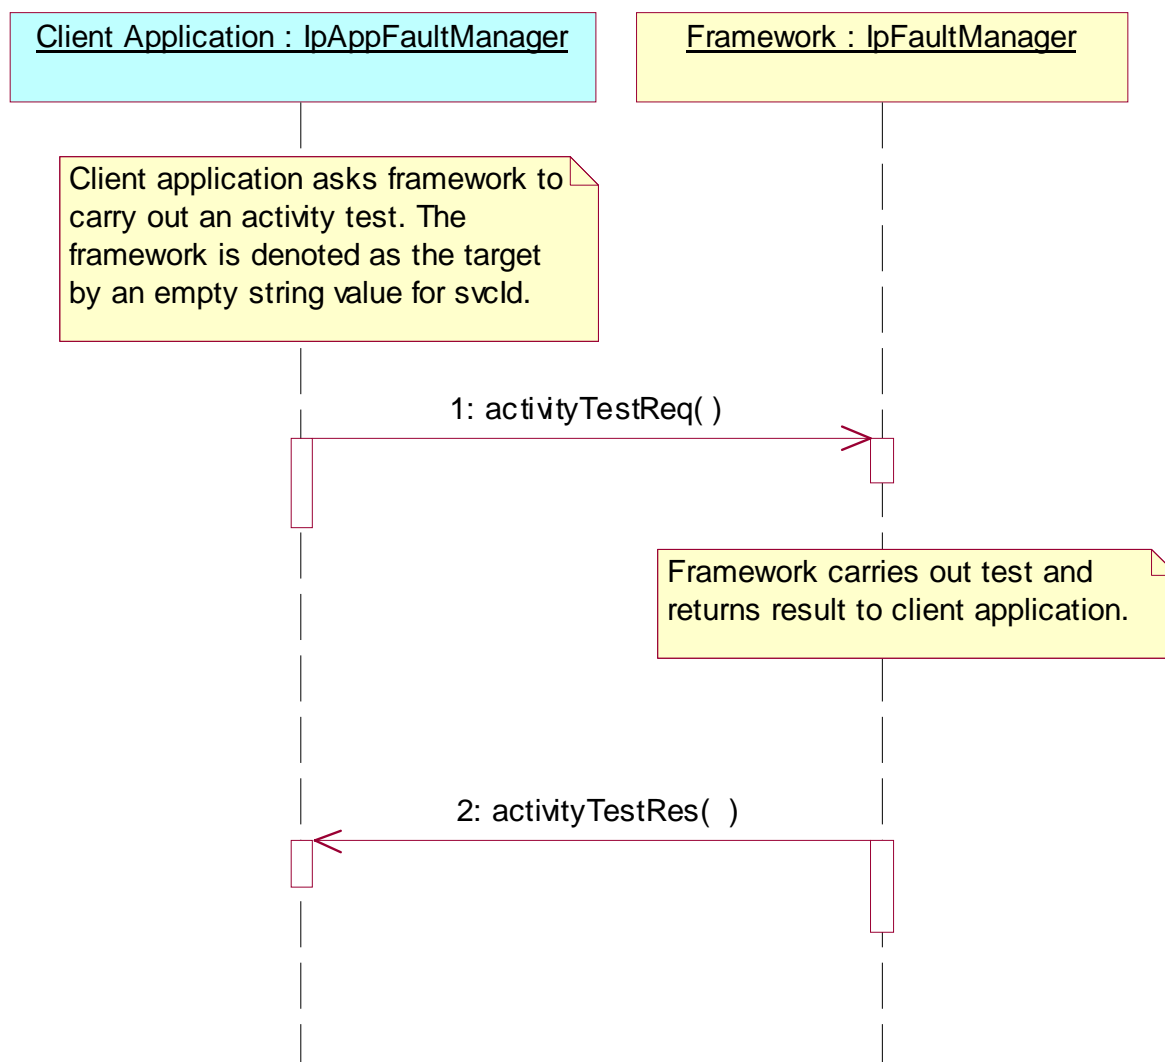 Client Application : IpAppFaultManager
Framework : IpFaultManager
Client application asks framework to
carry out an activity test. The
framework is denoted as the target
by an empty string value for svcId.
1: activityTestReq( )
Framework carries out test and
returns result to client application.
2: activityTestRes(  )